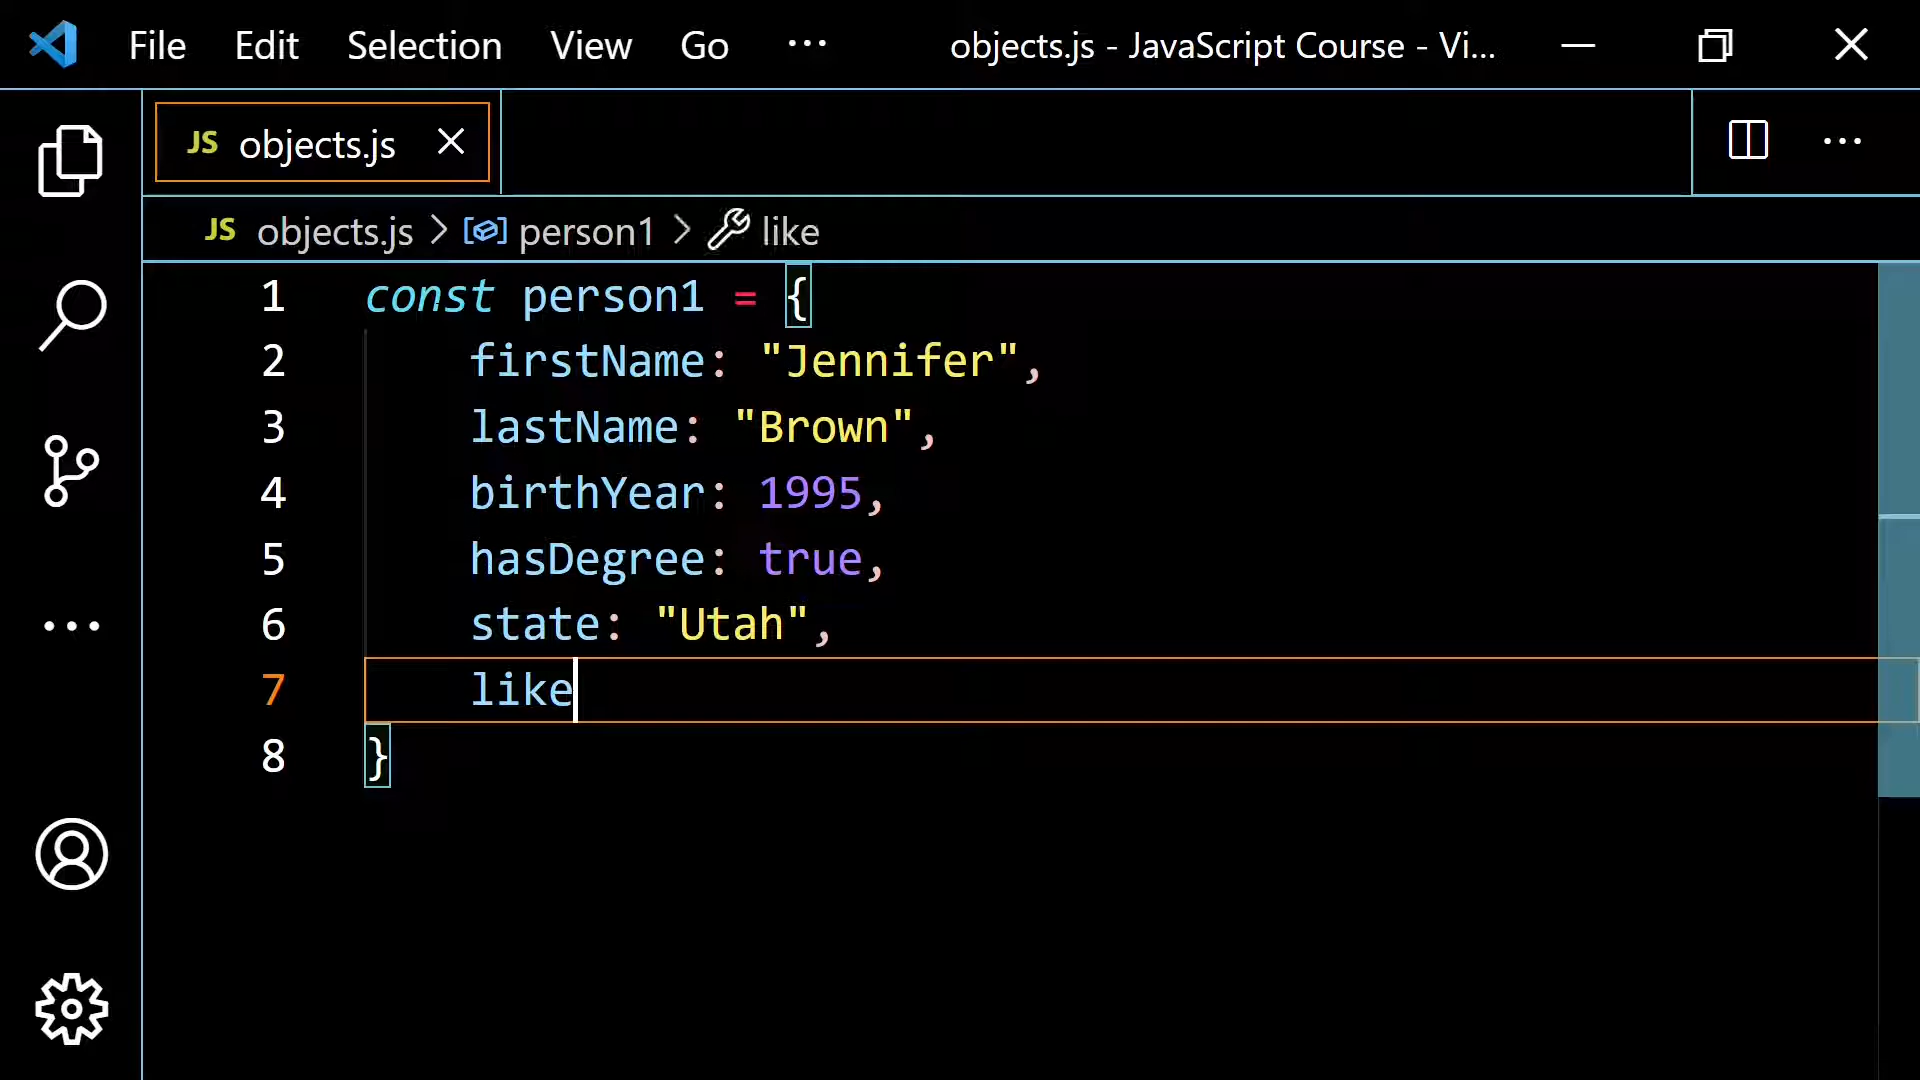 File Edit Selection View Go ··· objects.js - JavaScript Course - Vi...
JS objects.js
JS objects.js > person1 > like
1 const person1 = {
2 firstName: "Jennifer",
3 lastName: "Brown",
4 birthYear: 1995,
5 hasDegree: true,
6 state: "Utah",
7 like
8 }